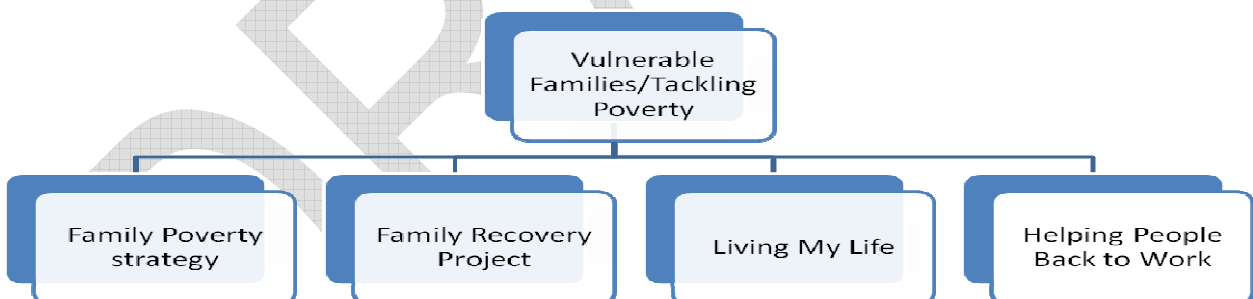 Vulnerable
Families/Tackling
Poverty
Family Poverty
strategy
Family Recovery
Project
Living My Life
Helping People
Back to Work